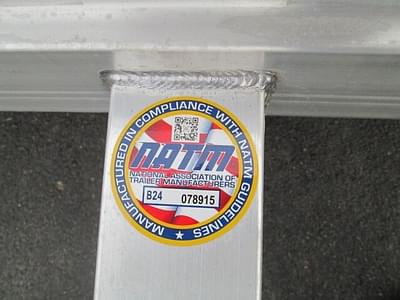 MANUFACTURED IN COMPLIANCE WITH NATM GUIDELINES
NATM
NATIONAL ASSOCIATION OF
TRAILER MANUFACTURERS
B24 078915